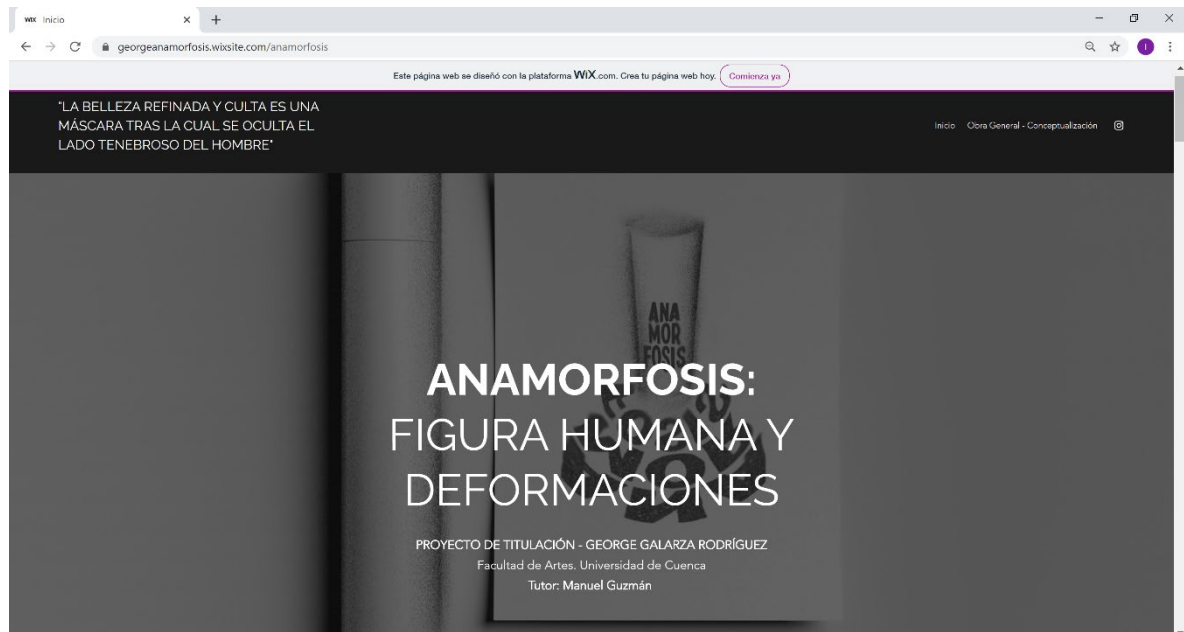 WIX Inicio
georgeanamorfosis.wixsite.com/anamorfosis
I
Este página web se diseñó con la plataforma WiX.com. Crea tu página web hoy. Comienza ya
"LA BELLEZA REFINADA Y CULTA ES UNA
MÁSCARA TRAS LA CUAL SE OCULTA EL
LADO TENEBROSO DEL HOMBRE"
Inicio Obra General - Conceptualización
ANA
MOR
FOSIS
ANAMORFOSIS:
FIGURA HUMANA Y
DEFORMACIONES
PROYECTO DE TITULACIÓN - GEORGE GALARZA RODRÍGUEZ
Facultad de Artes. Universidad de Cuenca
Tutor: Manuel Guzmán